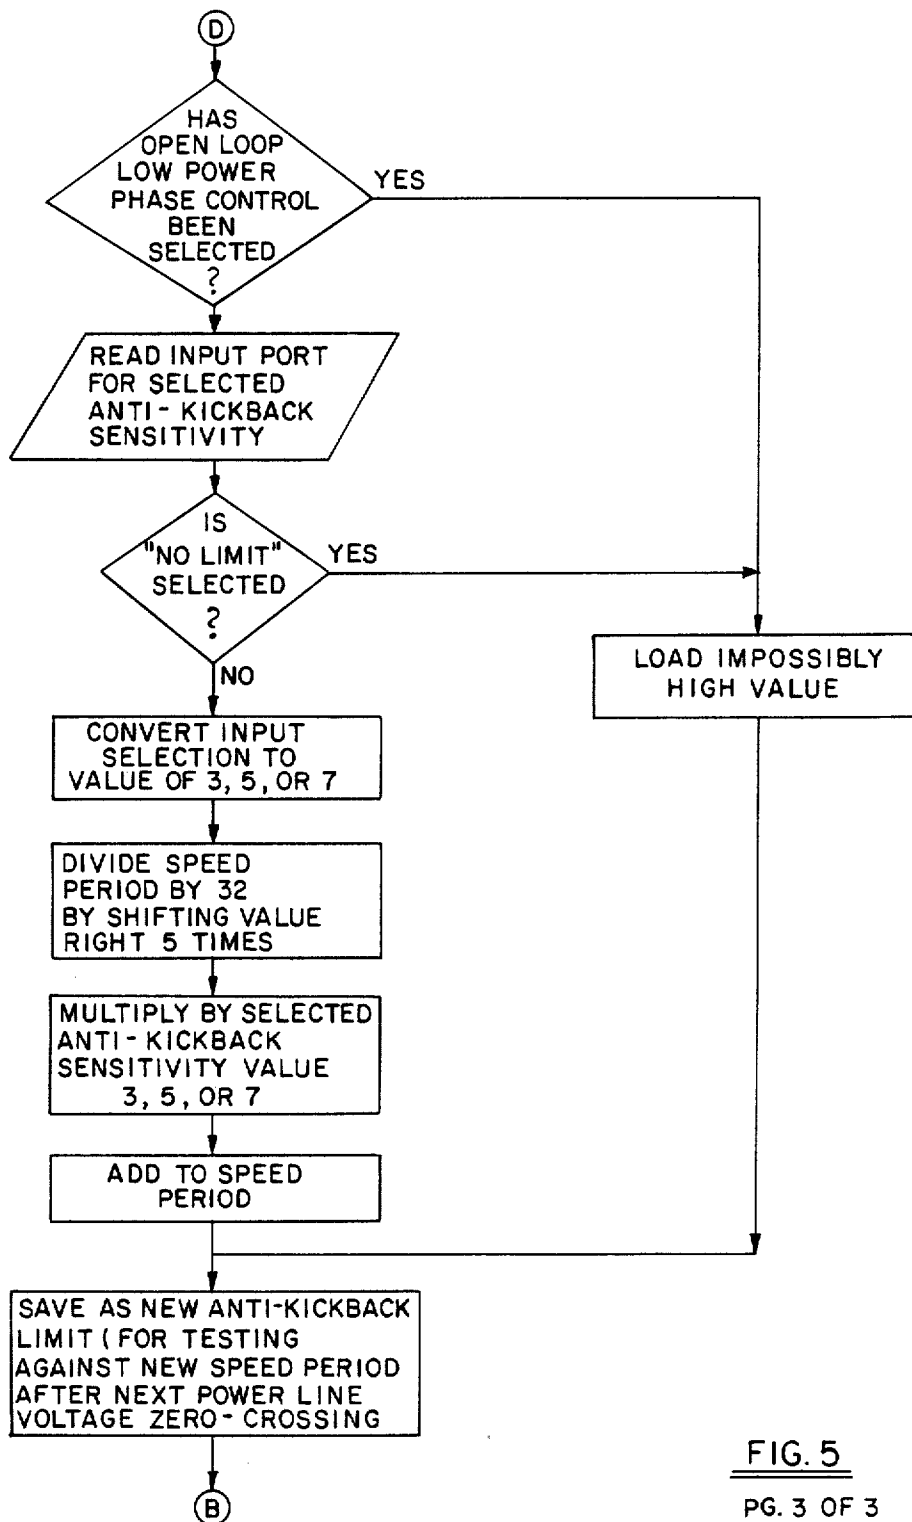 D
HAS
OPEN LOOP
LOW POWER
PHASE CONTROL
BEEN
SELECTED
?
YES
READ INPUT PORT
FOR SELECTED
ANTI-KICKBACK
SENSITIVITY
IS
"NO LIMIT"
SELECTED
?
YES
NO
LOAD IMPOSSIBLY
HIGH VALUE
CONVERT INPUT
SELECTION TO
VALUE OF 3, 5, OR 7
DIVIDE SPEED
PERIOD BY 32
BY SHIFTING VALUE
RIGHT 5 TIMES
MULTIPLY BY SELECTED
ANTI-KICKBACK
SENSITIVITY VALUE
3, 5, OR 7
ADD TO SPEED
PERIOD
SAVE AS NEW ANTI-KICKBACK
LIMIT (FOR TESTING
AGAINST NEW SPEED PERIOD
AFTER NEXT POWER LINE
VOLTAGE ZERO-CROSSING
B
FIG. 5
PG. 3 OF 3